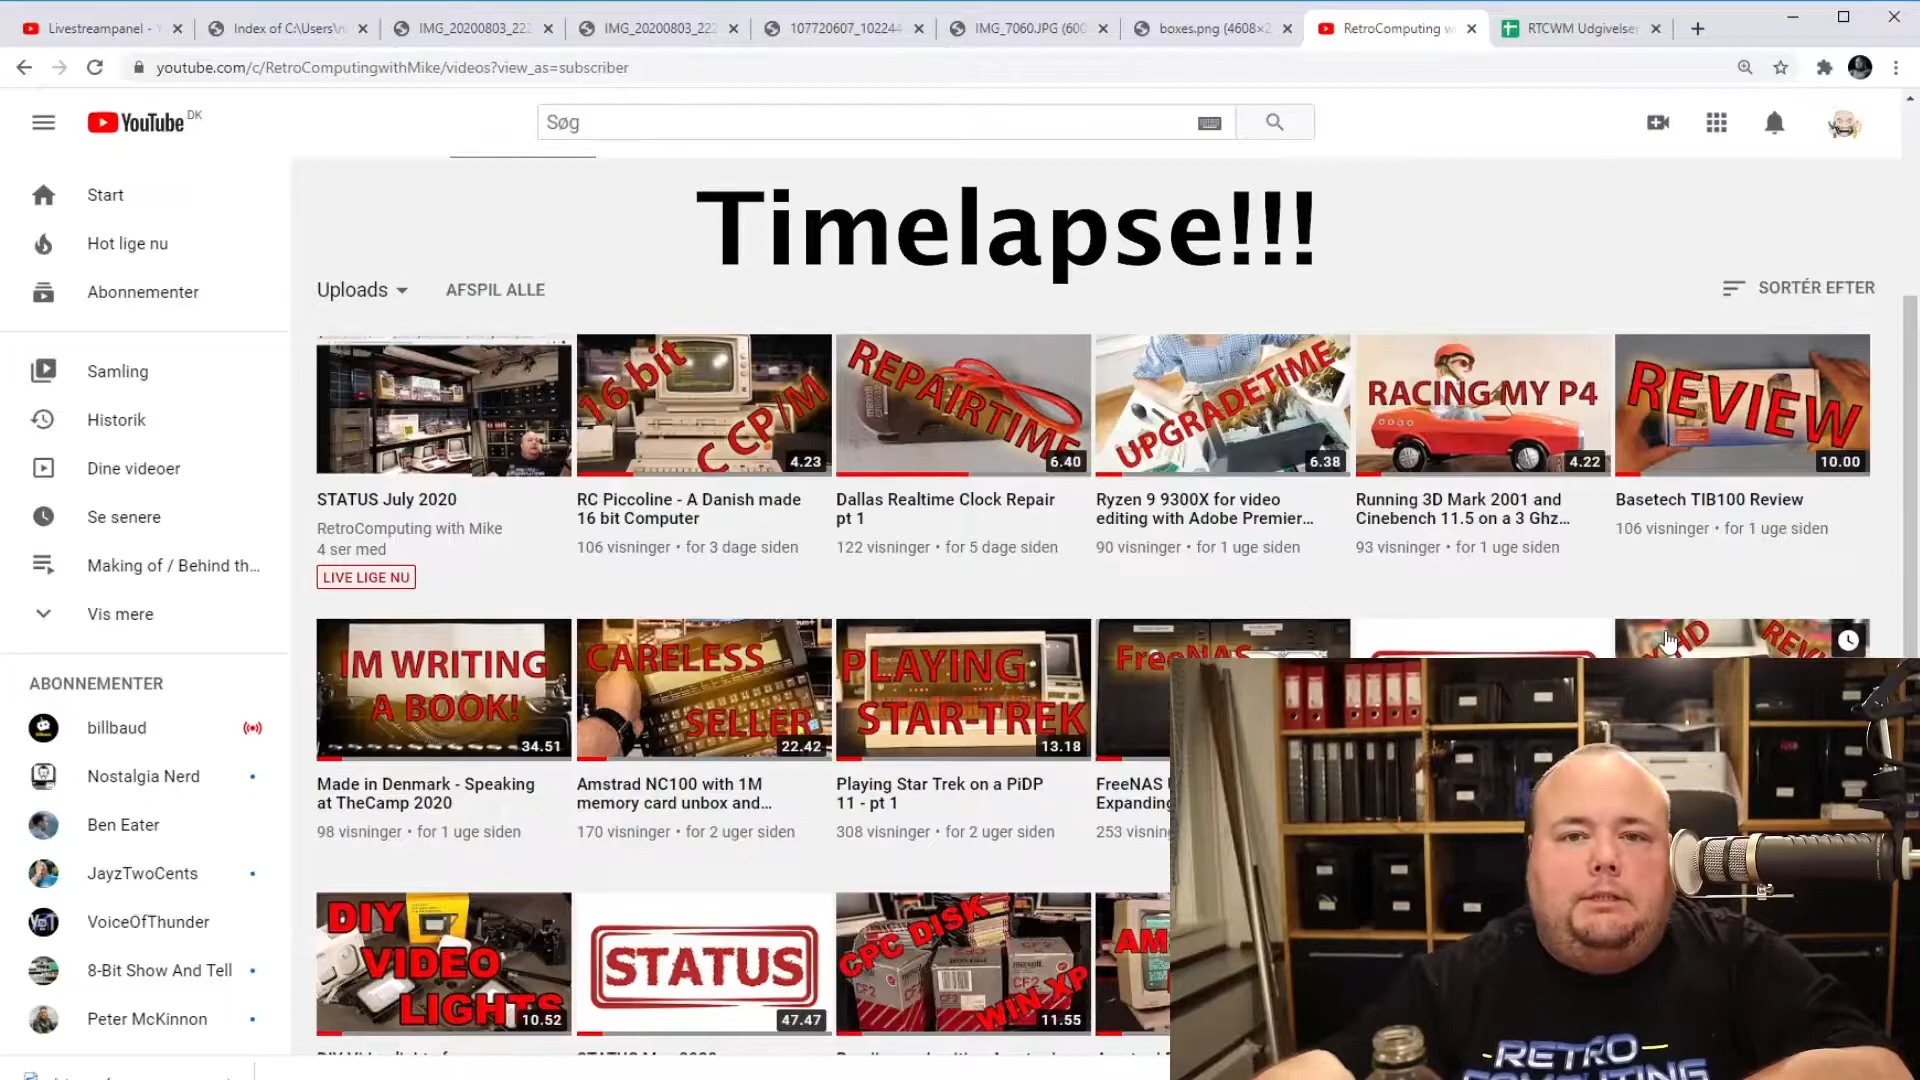 Livestreampanel - Y
Index of C:\Users\n
IMG_20200803_222
IMG_20200803_222
107720607_10224
IMG_7060.JPG (600
boxes.png (4608×2
RetroComputing w
RTCWM Udgivelser
youtube.com/c/RetroComputingwithMike/videos?view_as=subscriber
YouTube DK
Søg
Timelapse!!!
Start
Hot lige nu
Abonnementer
Samling
Historik
Dine videoer
Se senere
Making of / Behind th...
Vis mere
ABONNEMENTER
billbaud
Nostalgia Nerd
Ben Eater
JayzTwoCents
VoiceOfThunder
8-Bit Show And Tell
Peter McKinnon
Uploads
AFSPIL ALLE
SORTÉR EFTER
16 bit
C CP/M
4.23
REPAIRTIME
6.40
UPGRADETIME
6.38
RACING MY P4
4.22
REVIEW
10.00
STATUS July 2020
RetroComputing with Mike
4 ser med
LIVE LIGE NU
RC Piccoline - A Danish made
16 bit Computer
106 visninger • for 3 dage siden
Dallas Realtime Clock Repair
pt 1
122 visninger • for 5 dage siden
Ryzen 9 9300X for video
editing with Adobe Premier...
90 visninger • for 1 uge siden
Running 3D Mark 2001 and
Cinebench 11.5 on a 3 Ghz...
93 visninger • for 1 uge siden
Basetech TIB100 Review
106 visninger • for 1 uge siden
IM WRITING
A BOOK!
34.51
CARELESS
SELLER
22.42
PLAYING
STAR-TREK
13.18
FreeNAS
HD
Made in Denmark - Speaking
at TheCamp 2020
98 visninger • for 1 uge siden
Amstrad NC100 with 1M
memory card unbox and...
170 visninger • for 2 uger siden
Playing Star Trek on a PiDP
11 - pt 1
308 visninger • for 2 uger siden
FreeNAS
Expanding
253 visnin
DIY
VIDEO
LIGHTS
10.52
STATUS
47.47
CPC DISK
maxell
CF2
CF2
WIN XP
11.55
AM
RETRO
COMPUTING